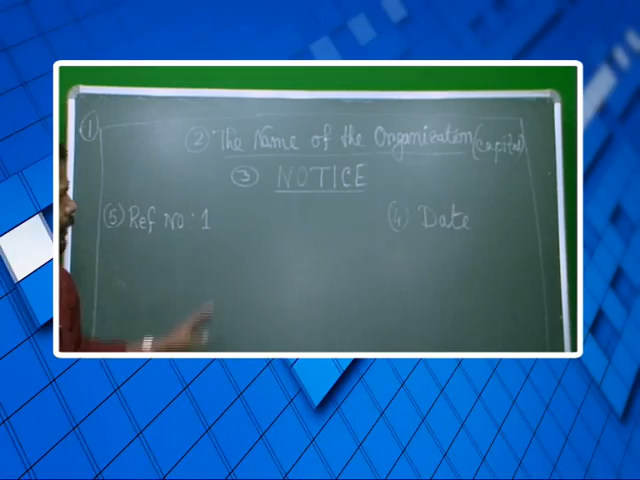 ①
② The Name of the Organization (capital)
③ NOTICE
⑤ Ref No: 1 ④ Date